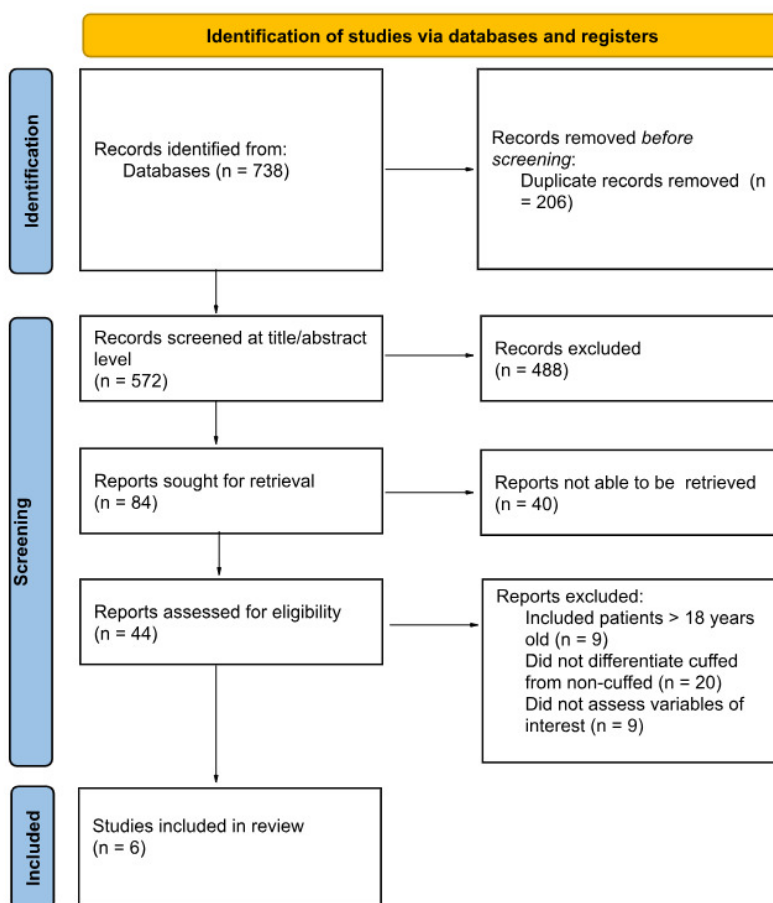 Identification of studies via databases and registers
Identification
Records identified from:
Databases (n = 738)
Records removed before
screening:
Duplicate records removed (n
= 206)
Screening
Records screened at title/abstract
level
(n = 572)
Records excluded
(n = 488)
Reports sought for retrieval
(n = 84)
Reports not able to be retrieved
(n = 40)
Reports assessed for eligibility
(n = 44)
Reports excluded:
Included patients > 18 years
old (n = 9)
Did not differentiate cuffed
from non-cuffed (n = 20)
Did not assess variables of
interest (n = 9)
Included
Studies included in review
(n = 6)